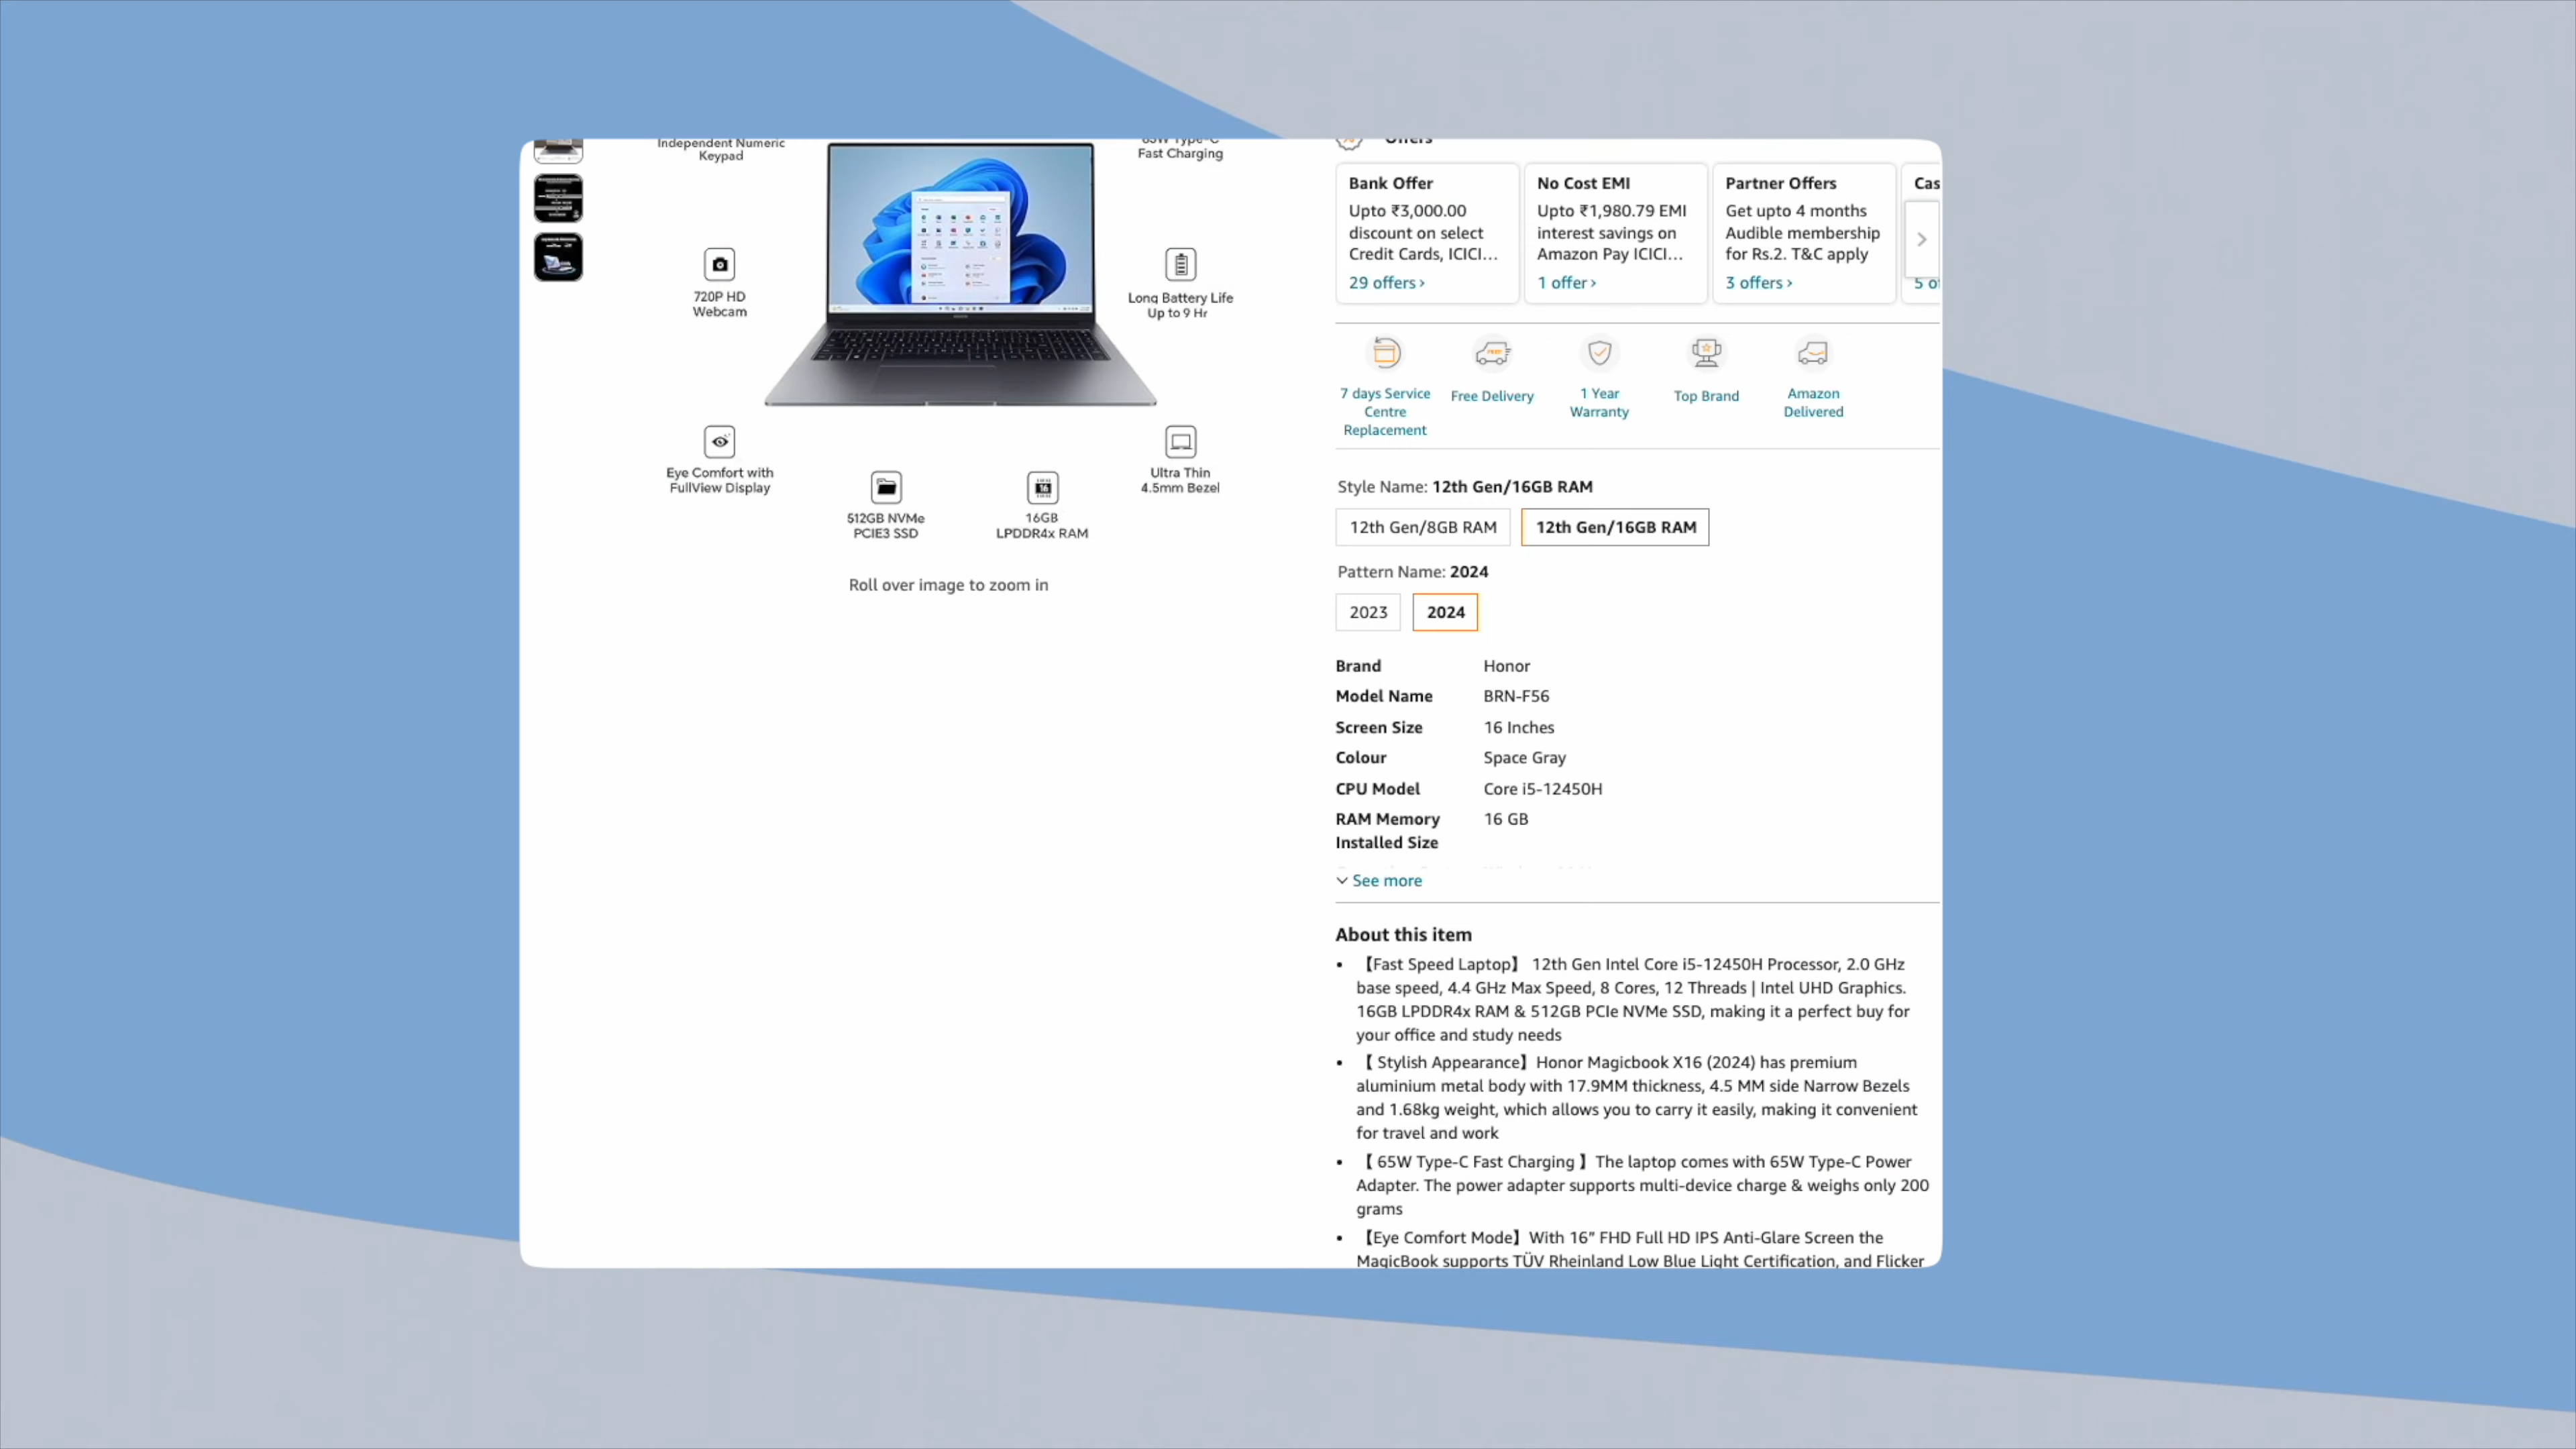 Independent Numeric
Keypad
65W Type-C
Fast Charging
720P HD
Webcam
Long Battery Life
Up to 9 Hr
Eye Comfort with
FullView Display
512GB NVMe
PCIE3 SSD
16
16GB
LPDDR4x RAM
Ultra Thin
4.5mm Bezel
Roll over image to zoom in
Offers
Bank Offer
Upto ₹3,000.00
discount on select
Credit Cards, ICICI…
29 offers ›
No Cost EMI
Upto ₹1,980.79 EMI
interest savings on
Amazon Pay ICICI…
1 offer ›
Partner Offers
Get upto 4 months
Audible membership
for Rs.2. T&C apply
3 offers ›
Cas
5 of
7 days Service
Centre
Replacement
FREE
Free Delivery
1 Year
Warranty
Top Brand
Amazon
Delivered
Style Name: 12th Gen/16GB RAM
12th Gen/8GB RAM
12th Gen/16GB RAM
Pattern Name: 2024
2023
2024
Brand Honor
Model Name BRN-F56
Screen Size 16 Inches
Colour Space Gray
CPU Model Core i5-12450H
RAM Memory 16 GB
Installed Size
See more
About this item
• 【Fast Speed Laptop】 12th Gen Intel Core i5-12450H Processor, 2.0 GHz
base speed, 4.4 GHz Max Speed, 8 Cores, 12 Threads | Intel UHD Graphics.
16GB LPDDR4x RAM & 512GB PCIe NVMe SSD, making it a perfect buy for
your office and study needs
• 【 Stylish Appearance】Honor Magicbook X16 (2024) has premium
aluminium metal body with 17.9MM thickness, 4.5 MM side Narrow Bezels
and 1.68kg weight, which allows you to carry it easily, making it convenient
for travel and work
• 【 65W Type-C Fast Charging 】The laptop comes with 65W Type-C Power
Adapter. The power adapter supports multi-device charge & weighs only 200
grams
• 【Eye Comfort Mode】With 16” FHD Full HD IPS Anti-Glare Screen the
MagicBook supports TÜV Rheinland Low Blue Light Certification, and Flicker